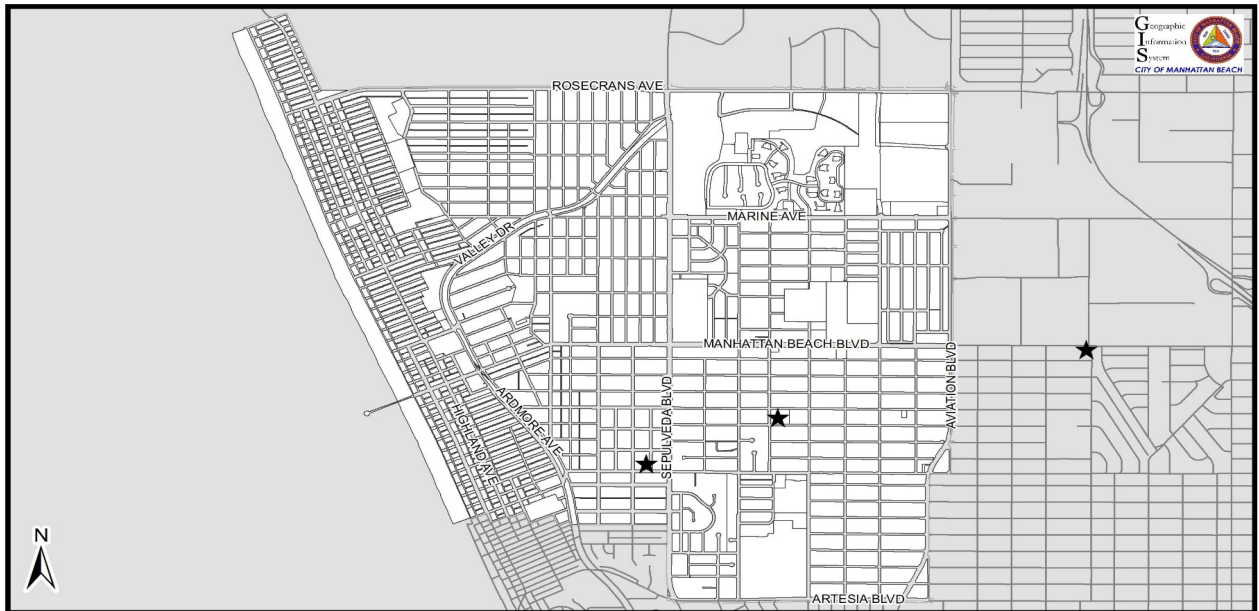 Geographic
Information
System
CITY OF MANHATTAN BEACH
ROSECRANS AVE
MARINE AVE
VALLEY DR
MANHATTAN BEACH BLVD
SEPULVEDA BLVD
AVIATION BLVD
ARDMORE AVE
HIGHLAND AVE
N
ARTESIA BLVD